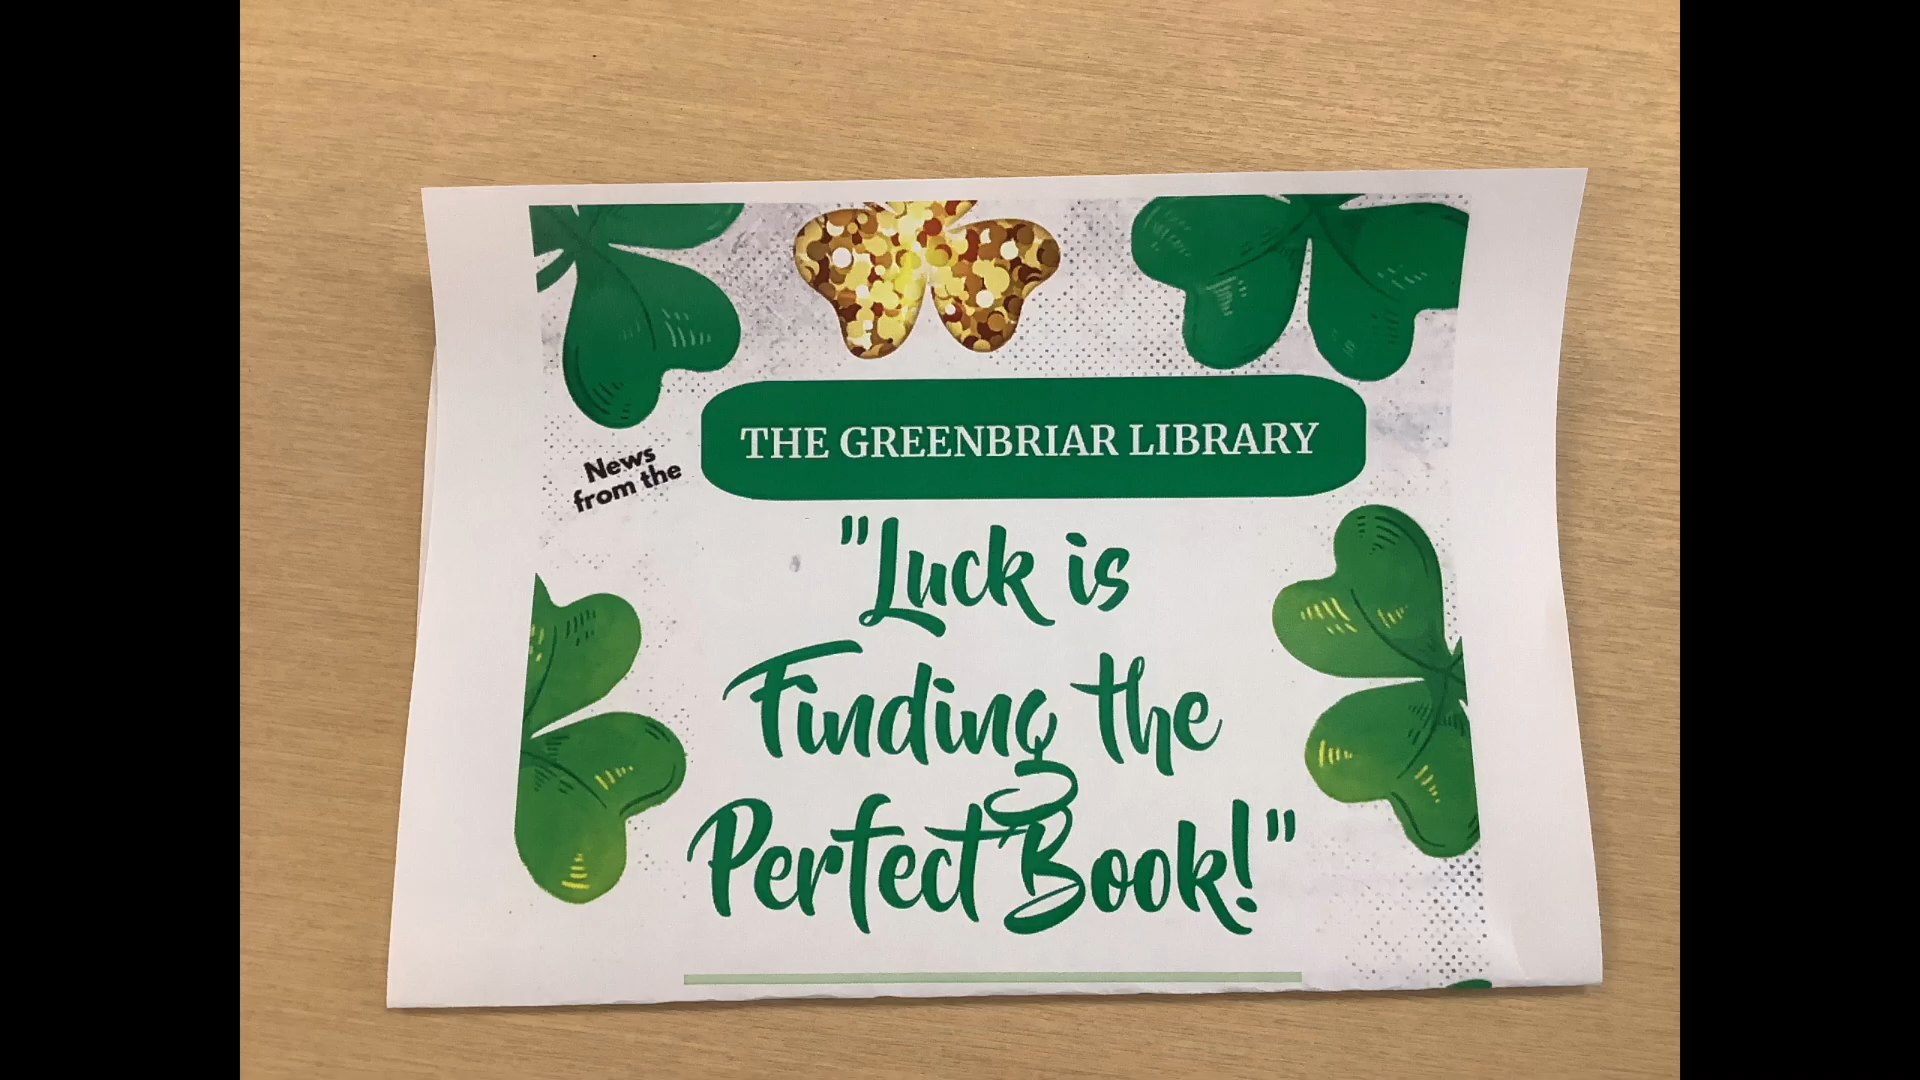 News
from the
THE GREENBRIAR LIBRARY
"Luck is
Finding the
Perfect Book!"